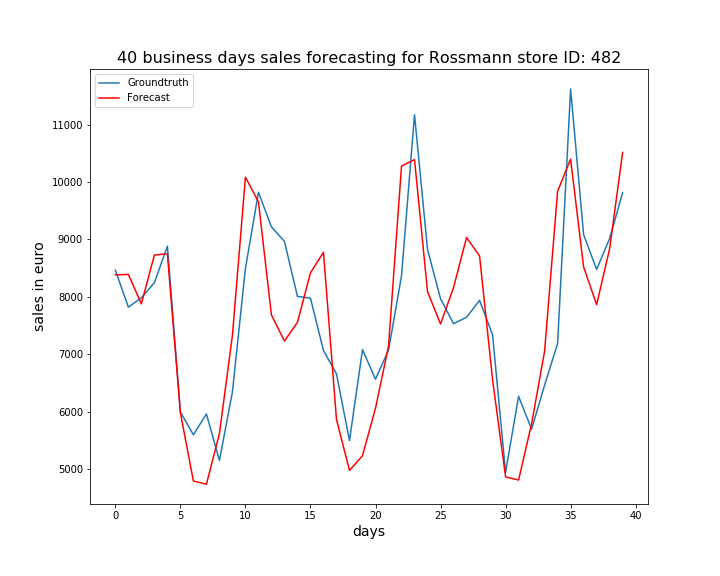 40 business days sales forecasting for Rossmann store ID: 482
Groundtruth
Forecast
11000
10000
9000
8000
7000
6000
5000
sales in euro
0 5 10 15 20 25 30 35 40
days